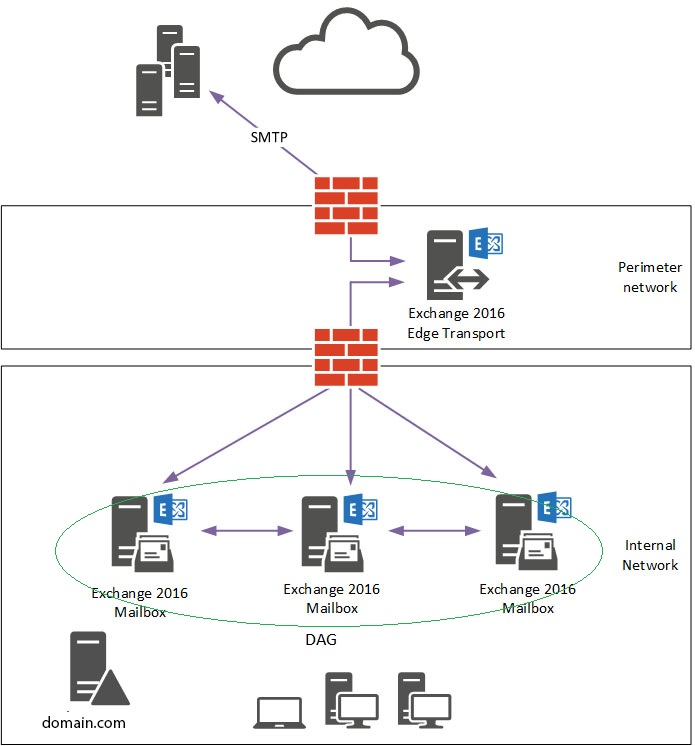 SMTP
Perimeter
network
Exchange 2016
Edge Transport
Internal
Network
Exchange 2016
Mailbox
Exchange 2016
Mailbox
Exchange 2016
Mailbox
DAG
domain.com